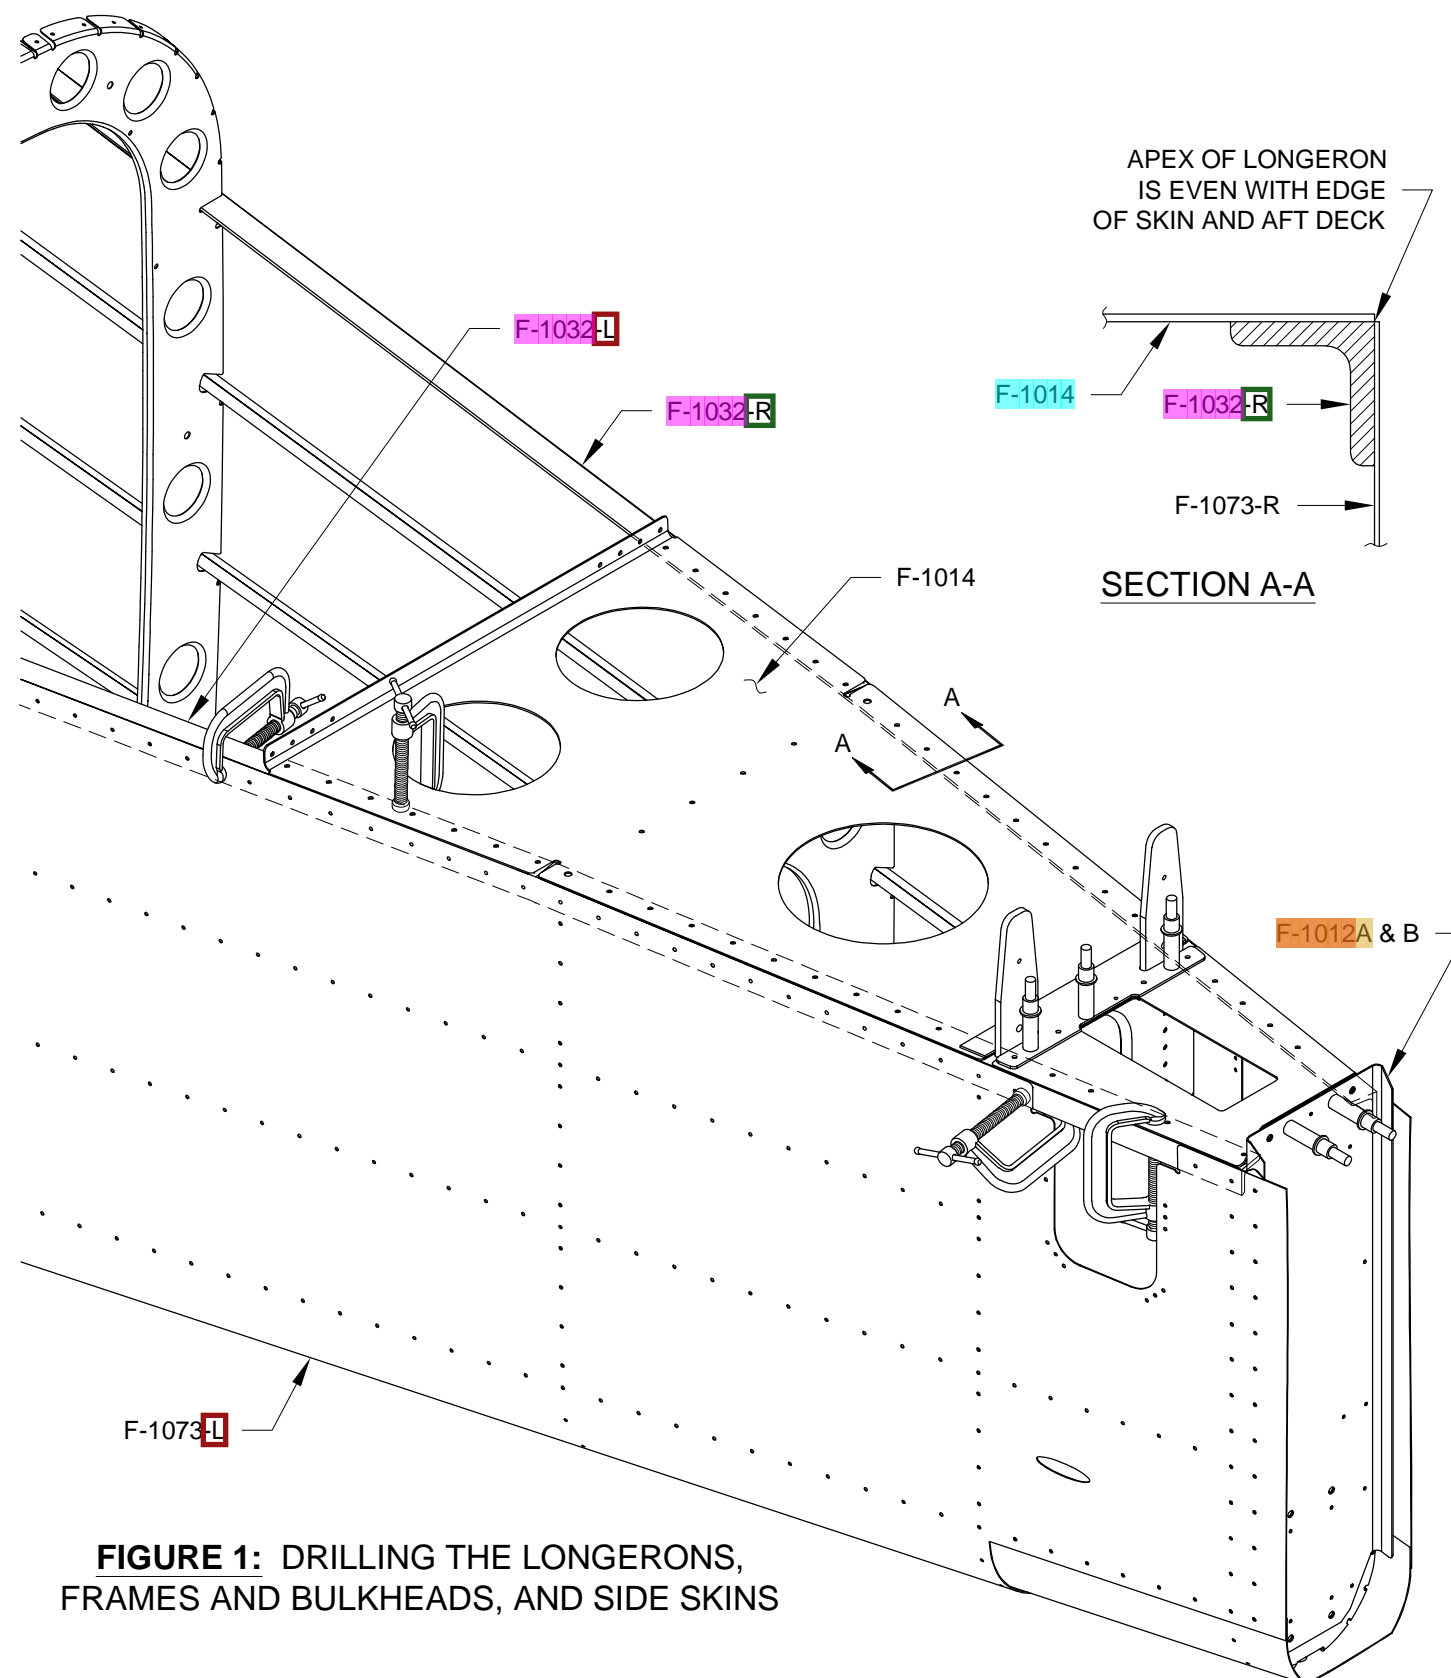 APEX OF LONGERON
IS EVEN WITH EDGE
OF SKIN AND AFT DECK
F-1032-L
F-1014
F-1032-R
F-1032-R
F-1073-R
F-1014
SECTION A-A
A
A
F-1012A & B
F-1073-L
FIGURE 1: DRILLING THE LONGERONS,
FRAMES AND BULKHEADS, AND SIDE SKINS